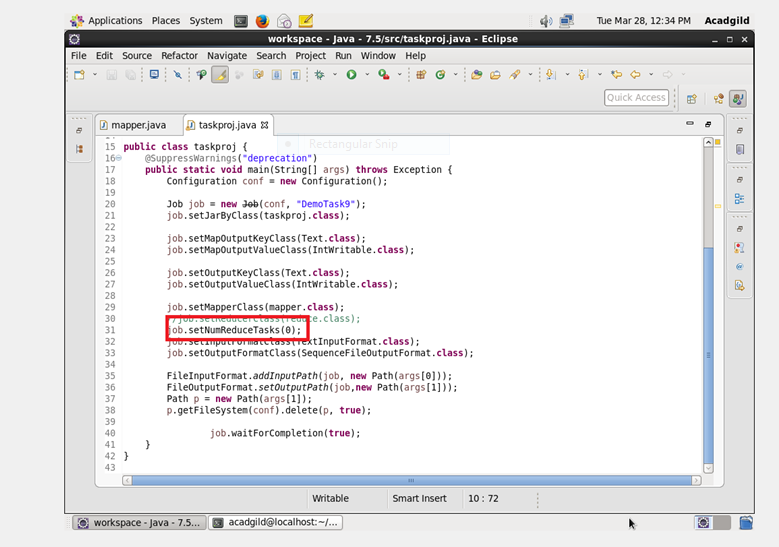 Applications Places System Tue Mar 28, 12:34 PM Acadgild
workspace - Java - 7.5/src/taskproj.java - Eclipse
File Edit Source Refactor Navigate Search Project Run Window Help
Quick Access
mapper.java taskproj.java
Rectangular Snip
15 public class taskproj {
16 @SuppressWarnings("deprecation")
17 public static void main(String[] args) throws Exception {
18 Configuration conf = new Configuration();
19
20 Job job = new Job(conf, "DemoTask9");
21 job.setJarByClass(taskproj.class);
22
23 job.setMapOutputKeyClass(Text.class);
24 job.setMapOutputValueClass(IntWritable.class);
25
26 job.setOutputKeyClass(Text.class);
27 job.setOutputValueClass(IntWritable.class);
28
29 job.setMapperClass(mapper.class);
30 //job.setReducerClass(reduce.class);
31 job.setNumReduceTasks(0);
32 job.setInputFormatClass(TextInputFormat.class);
33 job.setOutputFormatClass(SequenceFileOutputFormat.class);
34
35 FileInputFormat.addInputPath(job, new Path(args[0]));
36 FileOutputFormat.setOutputPath(job,new Path(args[1]));
37 Path p = new Path(args[1]);
38 p.getFileSystem(conf).delete(p, true);
39
40 job.waitForCompletion(true);
41 }
42 }
43
Writable Smart Insert 10 : 72
workspace - Java - 7.5... acadgild@localhost:~/...